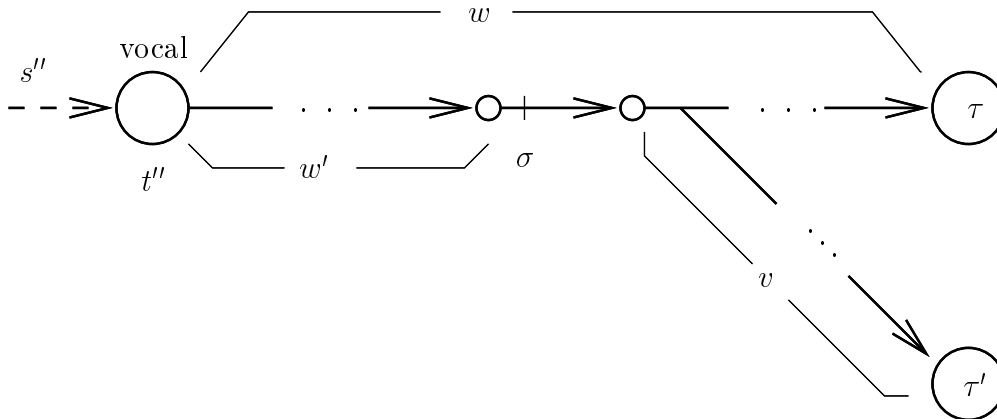 w
vocal
s''
. . .
. . .
τ
t''
w'
σ
. . .
v
τ'